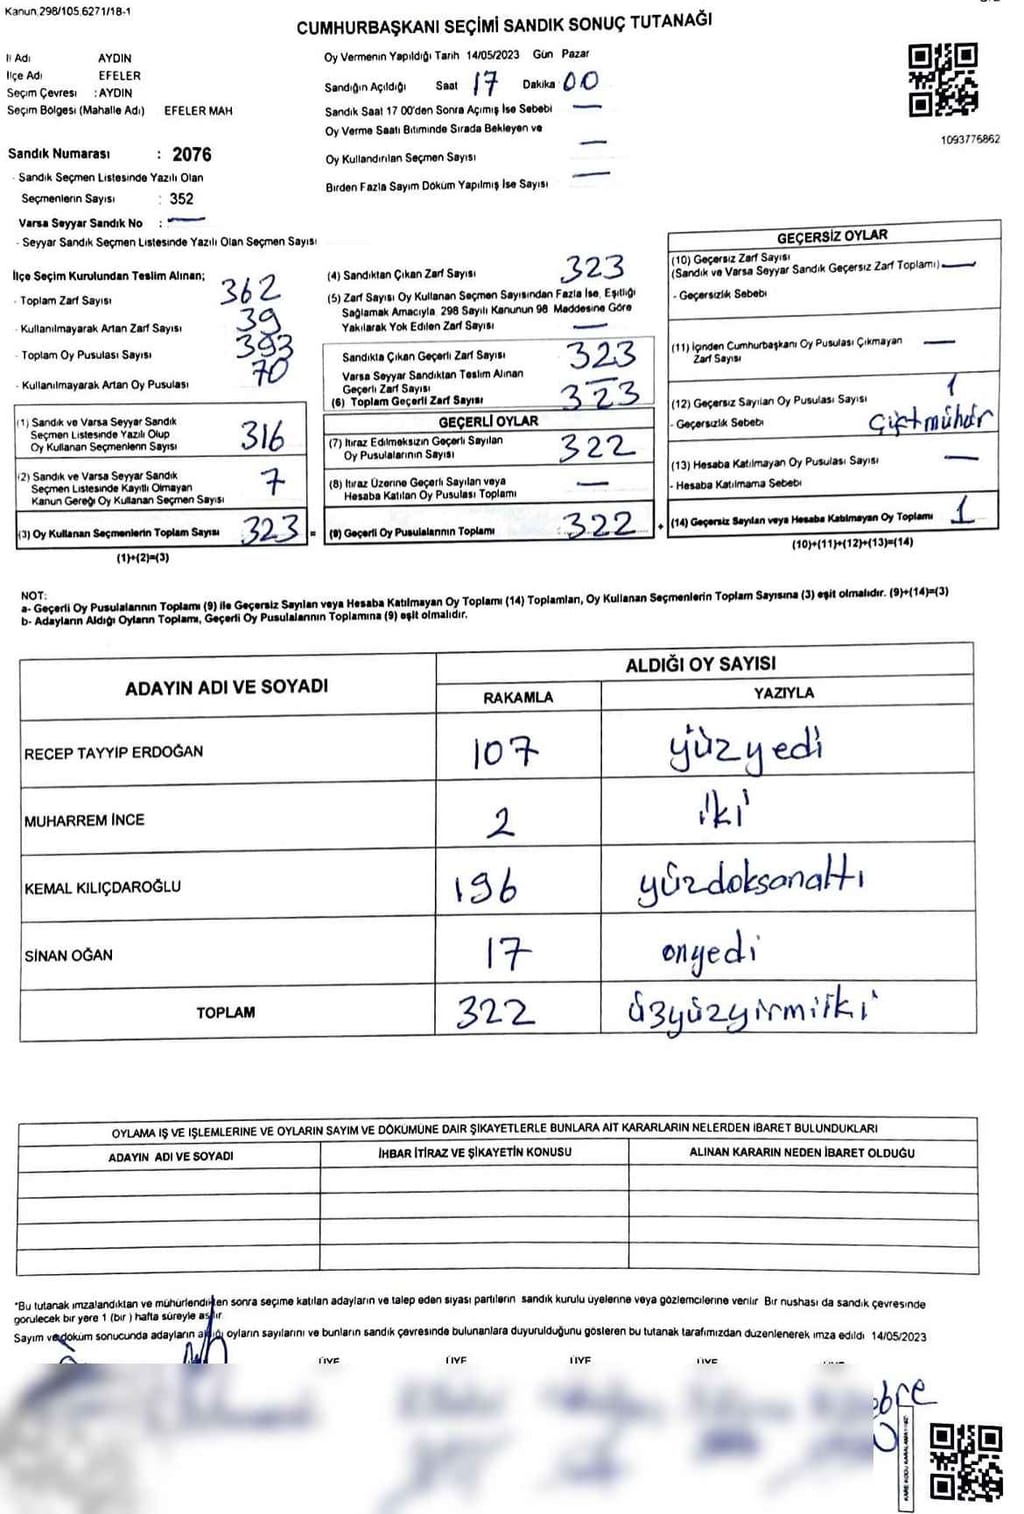 Kanun,298/105,6271/18-1
CUMHURBAŞKANI SEÇİMİ SANDIK SONUÇ TUTANAĞI
İl Adı AYDIN
İlçe Adı EFELER
Seçim Çevresi : AYDIN
Seçim Bölgesi (Mahalle Adı) EFELER MAH
Sandık Numarası : 2076
- Sandık Seçmen Listesinde Yazılı Olan
Seçmenlerin Sayısı : 352
Varsa Seyyar Sandık No : —
- Seyyar Sandık Seçmen Listesinde Yazılı Olan Seçmen Sayısı
Oy Vermenin Yapıldığı Tarih 14/05/2023 Gün Pazar
Sandığın Açıldığı Saat 17 Dakika 00
Sandık Saat 17 00'den Sonra Açımış İse Sebebi —
Oy Verme Saati Bitiminde Sırada Bekleyen ve
Oy Kullandırılan Seçmen Sayısı —
Birden Fazla Sayım Döküm Yapılmış İse Sayısı —
1093776862
İlçe Seçim Kurulundan Teslim Alınan;
- Toplam Zarf Sayısı 362
- Kullanılmayarak Artan Zarf Sayısı 39
- Toplam Oy Pusulası Sayısı 393
- Kullanılmayarak Artan Oy Pusulası 70
(1) Sandık ve Varsa Seyyar Sandık
Seçmen Listesinde Yazılı Olup
Oy Kullanan Seçmenlerin Sayısı 316
(2) Sandık ve Varsa Seyyar Sandık
Seçmen Listesinde Kayıtlı Olmayan
Kanun Gereği Oy Kullanan Seçmen Sayısı 7
(3) Oy Kullanan Seçmenlerin Toplam Sayısı 323 =
(1)+(2)=(3)
(4) Sandıktan Çıkan Zarf Sayısı 323
(5) Zarf Sayısı Oy Kullanan Seçmen Sayısından Fazla İse, Eşitliği
Sağlamak Amacıyla 298 Sayılı Kanunun 98 Maddesine Göre
Yakılarak Yok Edilen Zarf Sayısı —
Sandıkta Çıkan Geçerli Zarf Sayısı 323
Varsa Seyyar Sandıktan Teslim Alınan
Geçerli Zarf Sayısı —
(6) Toplam Geçerli Zarf Sayısı 323
GEÇERLİ OYLAR
(7) İtiraz Edilmeksizin Geçerli Sayılan
Oy Pusulalarının Sayısı 322
(8) İtiraz Üzerine Geçerli Sayılan veya
Hesaba Katılan Oy Pusulası Toplamı —
(9) Geçerli Oy Pusulalarının Toplamı 322 +
GEÇERSİZ OYLAR
(10) Geçersiz Zarf Sayısı
(Sandık ve Varsa Seyyar Sandık Geçersiz Zarf Toplamı) —
- Geçersizlik Sebebi
(11) İçinden Cumhurbaşkanı Oy Pusulası Çıkmayan
Zarf Sayısı —
(12) Geçersiz Sayılan Oy Pusulası Sayısı 1
- Geçersizlik Sebebi Çift mühür
(13) Hesaba Katılmayan Oy Pusulası Sayısı —
- Hesaba Katılmama Sebebi
(14) Geçersiz Sayılan veya Hesaba Katılmayan Oy Toplamı 1
(10)+(11)+(12)+(13)=(14)
NOT:
a- Geçerli Oy Pusulalarının Toplamı (9) ile Geçersiz Sayılan veya Hesaba Katılmayan Oy Toplamı (14) Toplamları, Oy Kullanan Seçmenlerin Toplam Sayısına (3) eşit olmalıdır. (9)+(14)=(3)
b- Adayların Aldığı Oyların Toplamı, Geçerli Oy Pusulalarının Toplamına (9) eşit olmalıdır.
ADAYIN ADI VE SOYADI ALDIĞI OY SAYISI
RAKAMLA YAZIYLA
RECEP TAYYIP ERDOĞAN 107 yüzyedi
MUHARREM İNCE 2 iki
KEMAL KILIÇDAROĞLU 196 yüzdoksanaltı
SİNAN OĞAN 17 onyedi
TOPLAM 322 üzyüzyirmiiki
OYLAMA İŞ VE İŞLEMLERİNE VE OYLARIN SAYIM VE DÖKÜMÜNE DAİR ŞİKAYETLERLE BUNLARA AİT KARARLARIN NELERDEN İBARET BULUNDUKLARI
ADAYIN ADI VE SOYADI İHBAR İTİRAZ VE ŞİKAYETİN KONUSU ALINAN KARARIN NEDEN İBARET OLDUĞU
*Bu tutanak imzalandıktan ve mühürlendikten sonra seçime katılan adayların ve talep eden siyası partilerin sandık kurulu üyelerine veya gözlemcilerine verilir Bir nushası da sandık çevresinde
görülecek bir yere 1 (bir ) hafta süreyle asılır
Sayım ve döküm sonucunda adayların aldığı oyların sayılarını ve bunların sandık çevresinde bulunanlara duyurulduğunu gösteren bu tutanak tarafımızdan düzenlenerek imza edildi 14/05/2023
ÜYE ÜYE ÜYE ÜYE